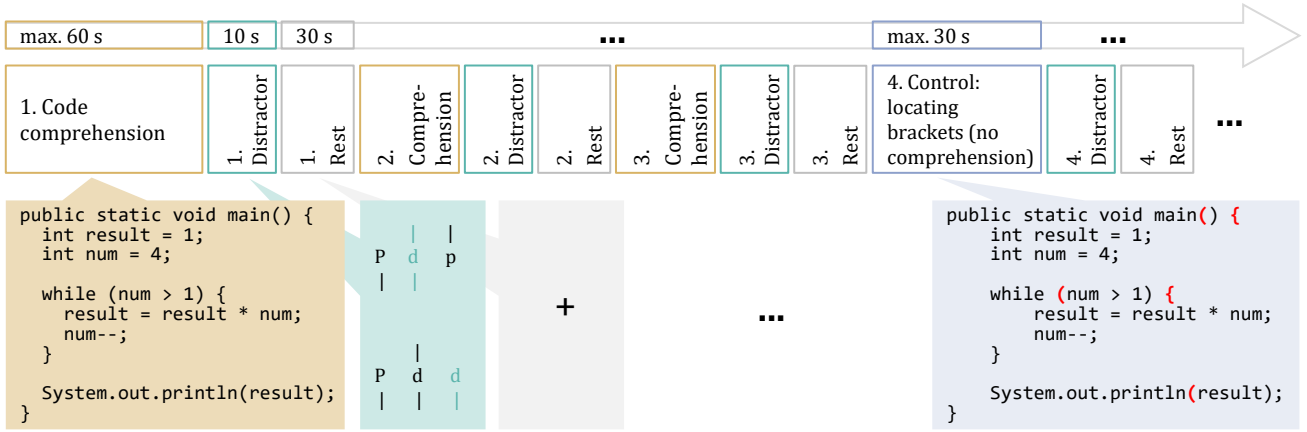 max. 60 s
10 s
30 s
...
max. 30 s
...
1. Code
comprehension
1.
Distractor
1.
Rest
2.
Compre-
hension
2.
Distractor
2.
Rest
3.
Compre-
hension
3.
Distractor
3.
Rest
4. Control:
locating
brackets (no
comprehension)
4.
Distractor
4.
Rest
...
public static void main() {
  int result = 1;
  int num = 4;
  while (num > 1) {
    result = result * num;
    num--;
  }
  System.out.println(result);
}
| |
P d p
| |
|
P d d
| | |
+
...
public static void main() {
    int result = 1;
    int num = 4;
    while (num > 1) {
        result = result * num;
        num--;
    }
    System.out.println(result);
}